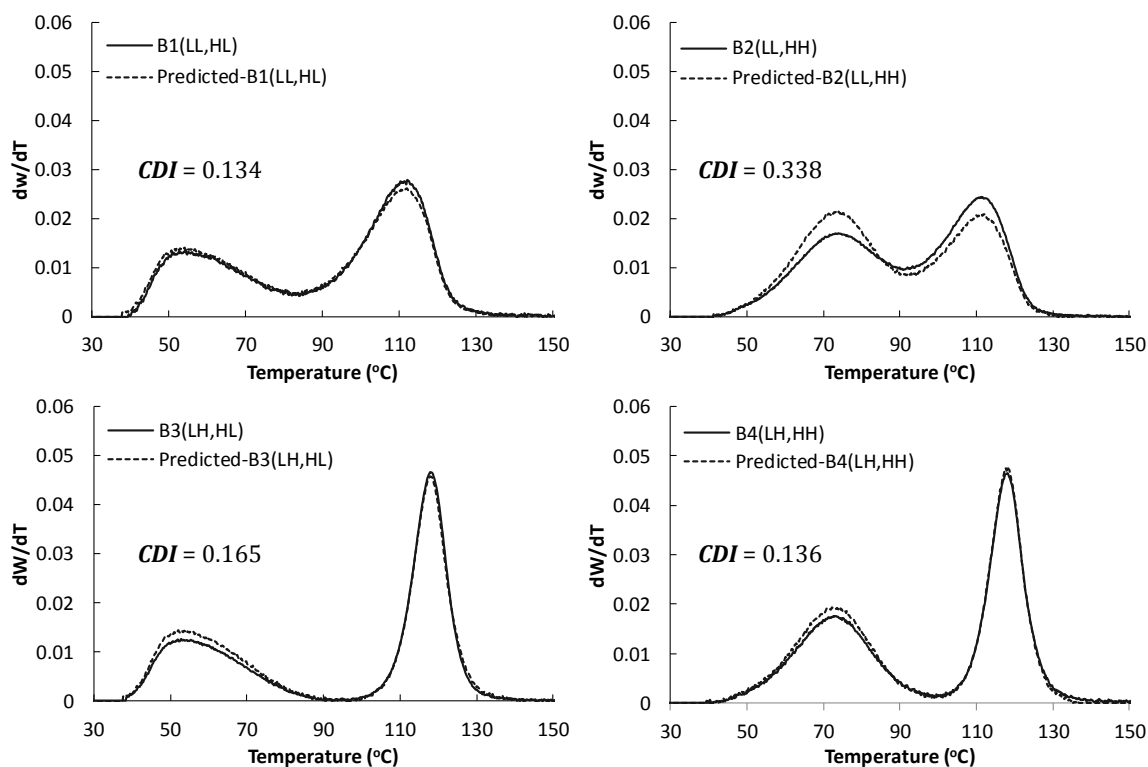 0.06
B1(LL,HL)
Predicted-B1(LL,HL)
0.05
0.04
dw/dT
0.03
CDI = 0.134
0.02
0.01
0
30 50 70 90 110 130 150
Temperature (°C)
0.06
B2(LL,HH)
Predicted-B2(LL,HH)
0.05
0.04
dw/dT
0.03
CDI = 0.338
0.02
0.01
0
30 50 70 90 110 130 150
Temperature (°C)
0.06
B3(LH,HL)
Predicted-B3(LH,HL)
0.05
0.04
dW/dT
0.03
CDI = 0.165
0.02
0.01
0
30 50 70 90 110 130 150
Temperature (°C)
0.06
B4(LH,HH)
Predicted-B4(LH,HH)
0.05
0.04
dW/dT
0.03
CDI = 0.136
0.02
0.01
0
30 50 70 90 110 130 150
Temperature (°C)